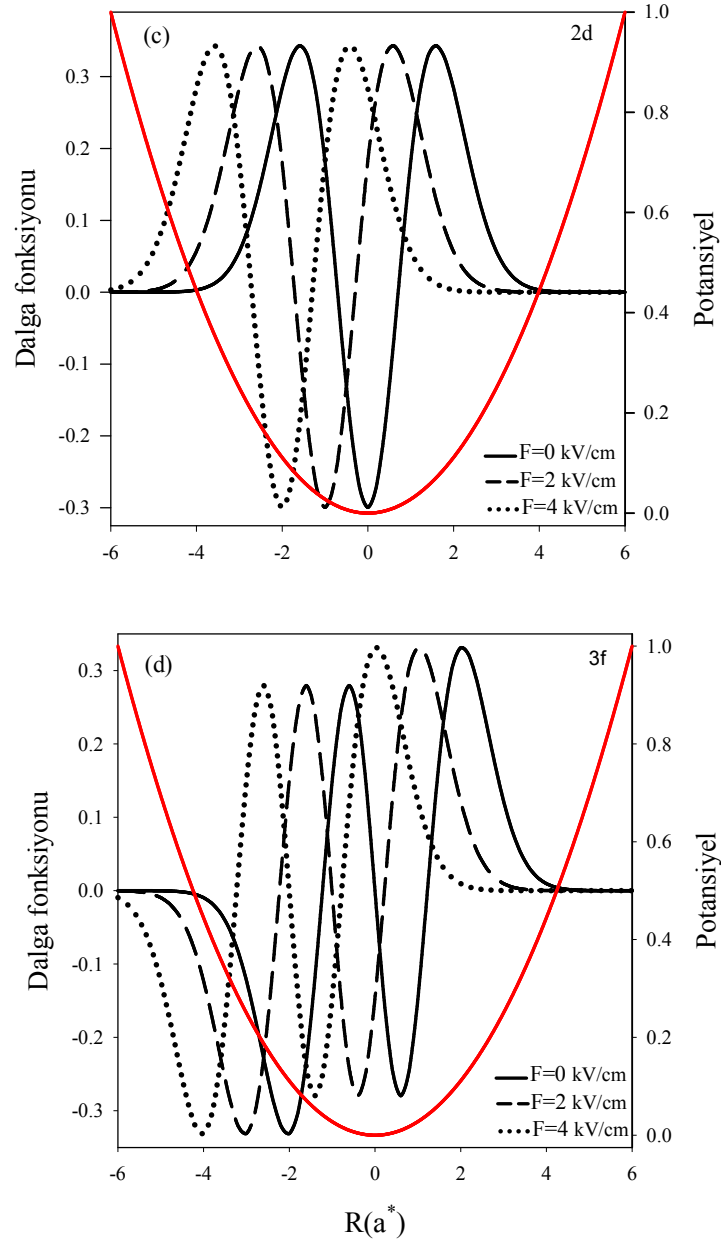 (c)
2d
Dalga fonksiyonu
0.3
0.2
0.1
0.0
-0.1
-0.2
-0.3
1.0
0.8
0.6
0.4
0.2
0.0
Potansiyel
F=0 kV/cm
F=2 kV/cm
F=4 kV/cm
-6 -4 -2 0 2 4 6
(d)
3f
Dalga fonksiyonu
0.3
0.2
0.1
0.0
-0.1
-0.2
-0.3
1.0
0.8
0.6
0.4
0.2
0.0
Potansiyel
F=0 kV/cm
F=2 kV/cm
F=4 kV/cm
-6 -4 -2 0 2 4 6
R(a*)